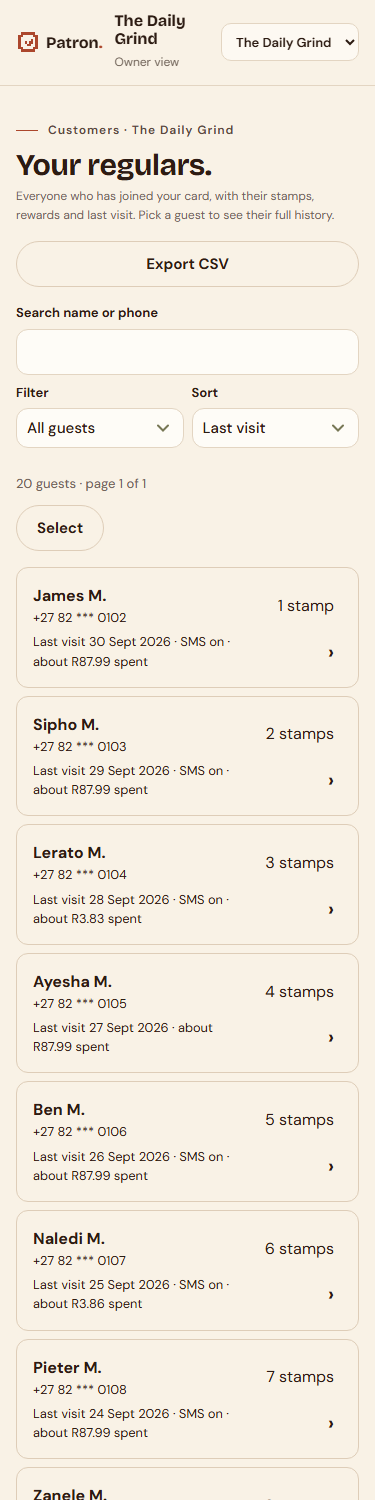 Patron.
The Daily
Grind
Owner view
The Daily Grind
Customers · The Daily Grind
Your regulars.
Everyone who has joined your card, with their stamps,
rewards and last visit. Pick a guest to see their full history.
Export CSV
Search name or phone
Filter
Sort
All guests
Last visit
20 guests · page 1 of 1
Select
James M.
1 stamp
+27 82 *** 0102
Last visit 30 Sept 2026 · SMS on ·
about R87.99 spent
›
Sipho M.
2 stamps
+27 82 *** 0103
Last visit 29 Sept 2026 · SMS on ·
about R87.99 spent
›
Lerato M.
3 stamps
+27 82 *** 0104
Last visit 28 Sept 2026 · SMS on ·
about R3.83 spent
›
Ayesha M.
4 stamps
+27 82 *** 0105
Last visit 27 Sept 2026 · about
R87.99 spent
›
Ben M.
5 stamps
+27 82 *** 0106
Last visit 26 Sept 2026 · SMS on ·
about R87.99 spent
›
Naledi M.
6 stamps
+27 82 *** 0107
Last visit 25 Sept 2026 · SMS on ·
about R3.86 spent
›
Pieter M.
7 stamps
+27 82 *** 0108
Last visit 24 Sept 2026 · SMS on ·
about R87.99 spent
›
Zanele M.